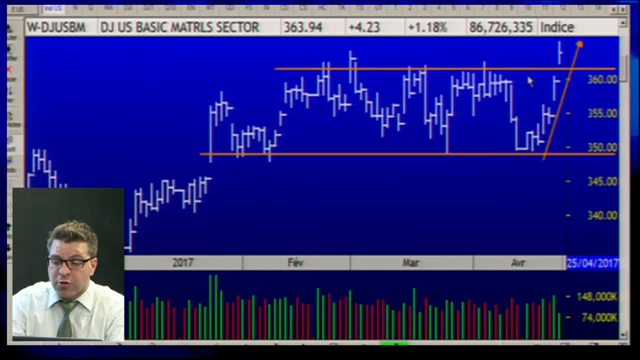 W-DJUSBM DJ US BASIC MATRLS SECTOR 363.94 +4.23 +1.18% 86,726,335 Indice
360.00
355.00
350.00
345.00
340.00
2017 Fév Mar Avr 25/04/2017
148,000K
74,000K